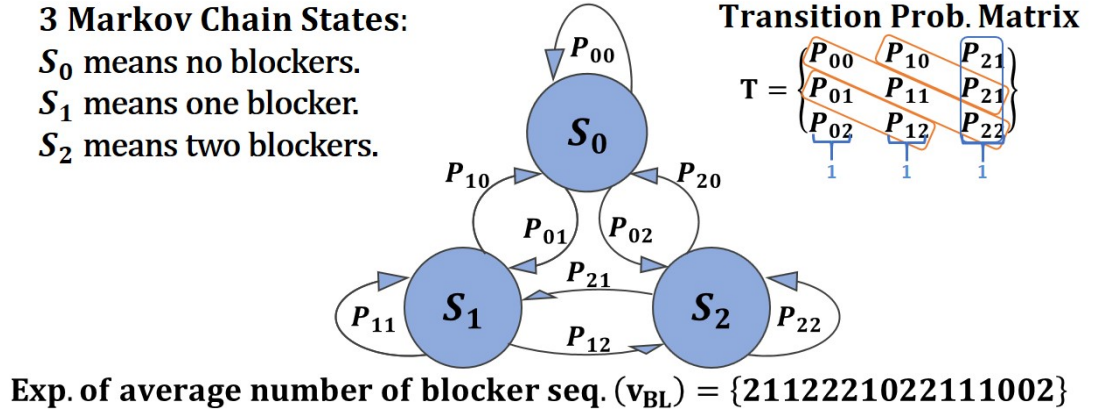 3 Markov Chain States:
S₀ means no blockers.
S₁ means one blocker.
S₂ means two blockers.
Transition Prob. Matrix
P₀₀ P₁₀ P₂₁
T = P₀₁ P₁₁ P₂₁
P₀₂ P₁₂ P₂₂
1 1 1
P₀₀
S₀
P₁₀ P₂₀
P₀₁ P₀₂
P₂₁
S₁ S₂
P₁₁ P₂₂
P₁₂
Exp. of average number of blocker seq. (v_BL) = {2112221022111002}